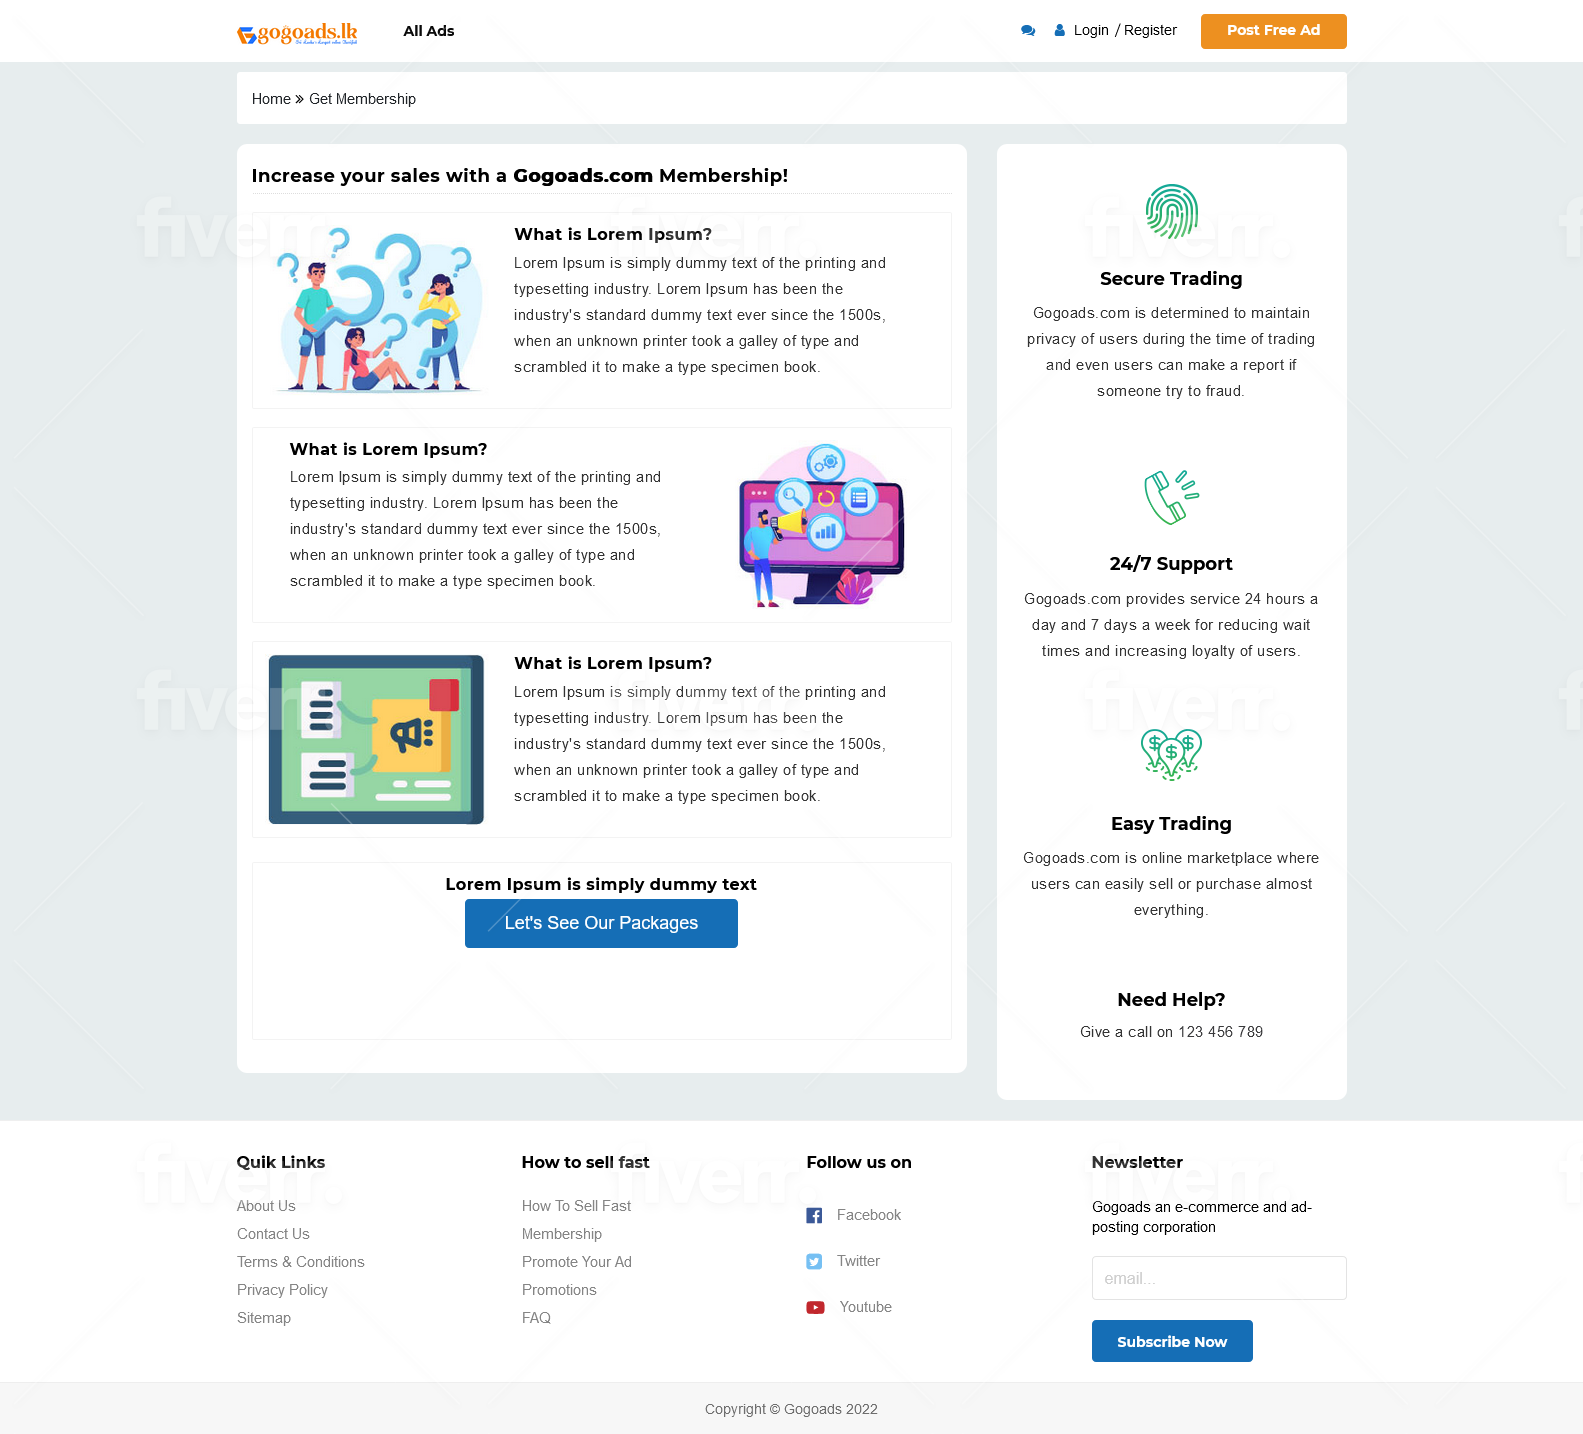 Gogoads.lk
All Ads
Login / Register
Post Free Ad
Home » Get Membership
Increase your sales with a Gogoads.com Membership!
What is Lorem Ipsum?
Lorem Ipsum is simply dummy text of the printing and
typesetting industry. Lorem Ipsum has been the
industry's standard dummy text ever since the 1500s,
when an unknown printer took a galley of type and
scrambled it to make a type specimen book.
What is Lorem Ipsum?
Lorem Ipsum is simply dummy text of the printing and
typesetting industry. Lorem Ipsum has been the
industry's standard dummy text ever since the 1500s,
when an unknown printer took a galley of type and
scrambled it to make a type specimen book.
What is Lorem Ipsum?
Lorem Ipsum is simply dummy text of the printing and
typesetting industry. Lorem Ipsum has been the
industry's standard dummy text ever since the 1500s,
when an unknown printer took a galley of type and
scrambled it to make a type specimen book.
Lorem Ipsum is simply dummy text
Let's See Our Packages
Secure Trading
Gogoads.com is determined to maintain
privacy of users during the time of trading
and even users can make a report if
someone try to fraud.
24/7 Support
Gogoads.com provides service 24 hours a
day and 7 days a week for reducing wait
times and increasing loyalty of users.
Easy Trading
Gogoads.com is online marketplace where
users can easily sell or purchase almost
everything.
Need Help?
Give a call on 123 456 789
Quik Links
About Us
Contact Us
Terms & Conditions
Privacy Policy
Sitemap
How to sell fast
How To Sell Fast
Membership
Promote Your Ad
Promotions
FAQ
Follow us on
Facebook
Twitter
Youtube
Newsletter
Gogoads an e-commerce and ad-
posting corporation
email...
Subscribe Now
Copyright © Gogoads 2022
fiverr.
fiverr.
fiverr.
fiverr.
fiverr.
fiverr.
fiverr.
fiverr.
fiverr.